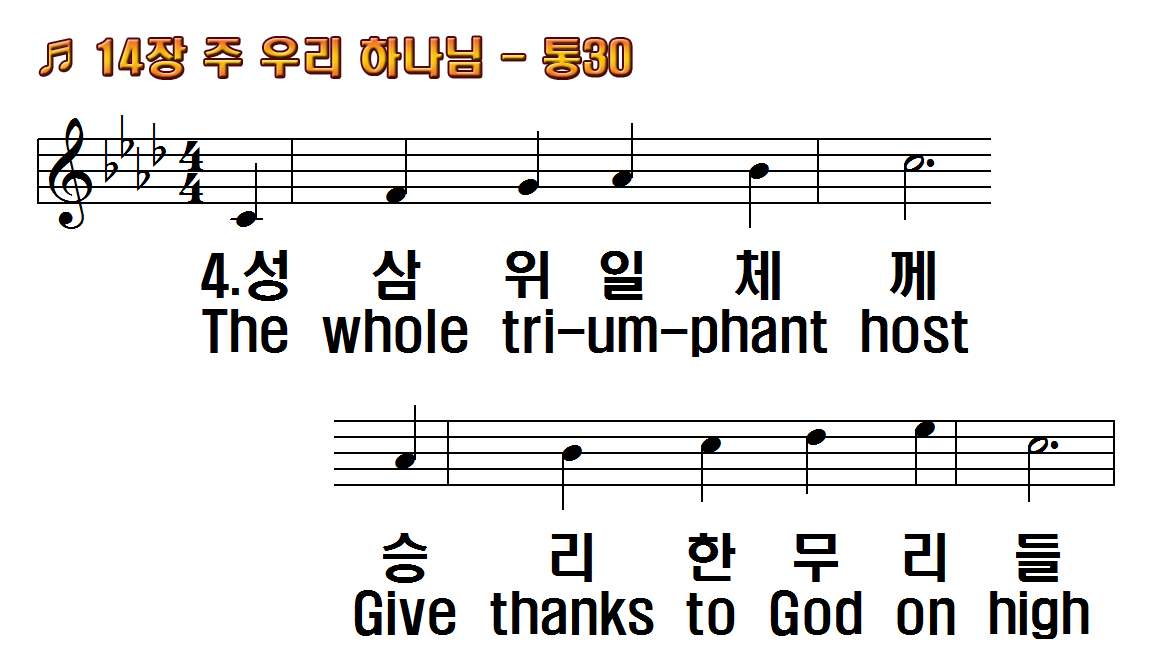 ♬ 14장 주 우리 하나님 - 통30
4.성 삼 위 일 체 께
The whole tri-um-phant host
승 리 한 무 리 들
Give thanks to God on high